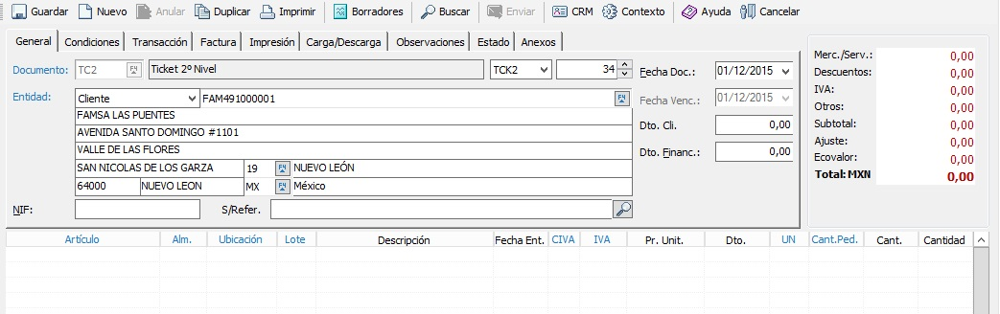 Guardar Nuevo Anular Duplicar Imprimir Borradores Buscar Enviar CRM Contexto Ayuda Cancelar
General Condiciones Transacción Factura Impresión Carga/Descarga Observaciones Estado Anexos
Documento: TC2 F4 Ticket 2º Nivel TCK2 34 Fecha Doc.: 01/12/2015
Entidad: Cliente FAM491000001 F4 Fecha Venc.: 01/12/2015
FAMSA LAS PUENTES
AVENIDA SANTO DOMINGO #1101 Dto. Cli. 0,00
VALLE DE LAS FLORES Dto. Financ.: 0,00
SAN NICOLAS DE LOS GARZA 19 F4 NUEVO LEÓN
64000 NUEVO LEON MX F4 México
NIF: S/Refer.
Merc./Serv.: 0,00
Descuentos: 0,00
IVA: 0,00
Otros: 0,00
Subtotal: 0,00
Ajuste: 0,00
Ecovalor: 0,00
Total: MXN 0,00
Artículo Alm. Ubicación Lote Descripción Fecha Ent. CIVA IVA Pr. Unit. Dto. UN Cant.Ped. Cant. Cantidad